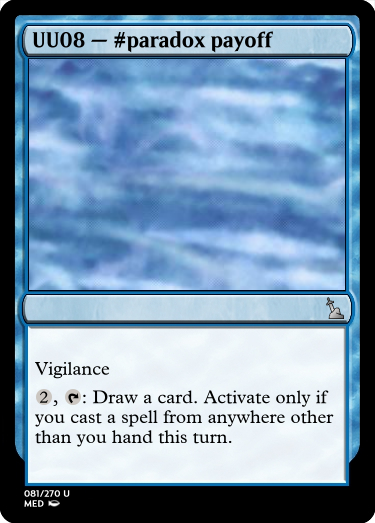 UU08 — #paradox payoff
Vigilance
2, T: Draw a card. Activate only if
you cast a spell from anywhere other
than you hand this turn.
081/270 U
MED